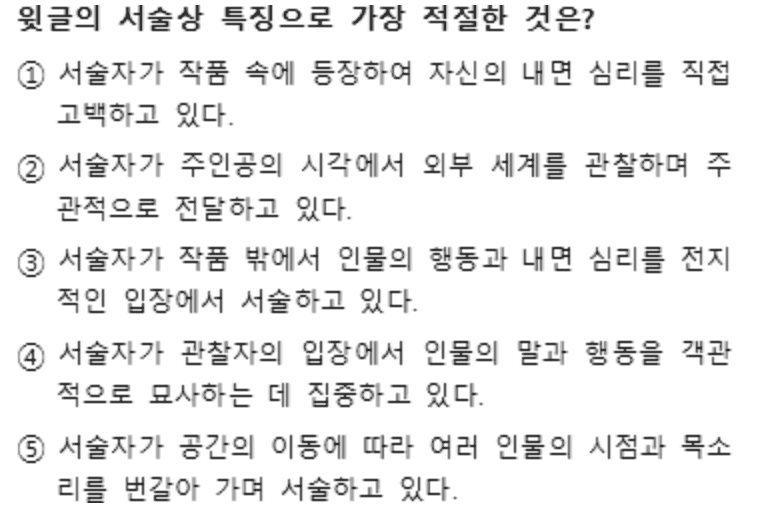 윗글의 서술상 특징으로 가장 적절한 것은?
① 서술자가 작품 속에 등장하여 자신의 내면 심리를 직접
고백하고 있다.
② 서술자가 주인공의 시각에서 외부 세계를 관찰하며 주
관적으로 전달하고 있다.
③ 서술자가 작품 밖에서 인물의 행동과 내면 심리를 전지
적인 입장에서 서술하고 있다.
④ 서술자가 관찰자의 입장에서 인물의 말과 행동을 객관
적으로 묘사하는 데 집중하고 있다.
⑤ 서술자가 공간의 이동에 따라 여러 인물의 시점과 목소
리를 번갈아 가며 서술하고 있다.